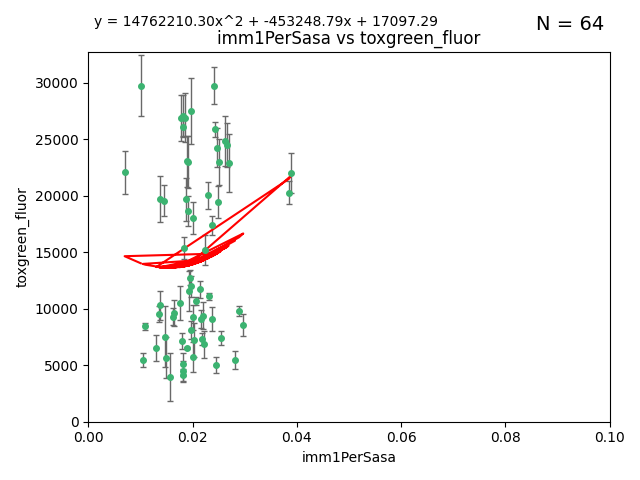 y = 14762210.30x^2 + -453248.79x + 17097.29
N = 64
imm1PerSasa vs toxgreen_fluor
30000
25000
20000
15000
10000
5000
0
toxgreen_fluor
0.00 0.02 0.04 0.06 0.08 0.10
imm1PerSasa